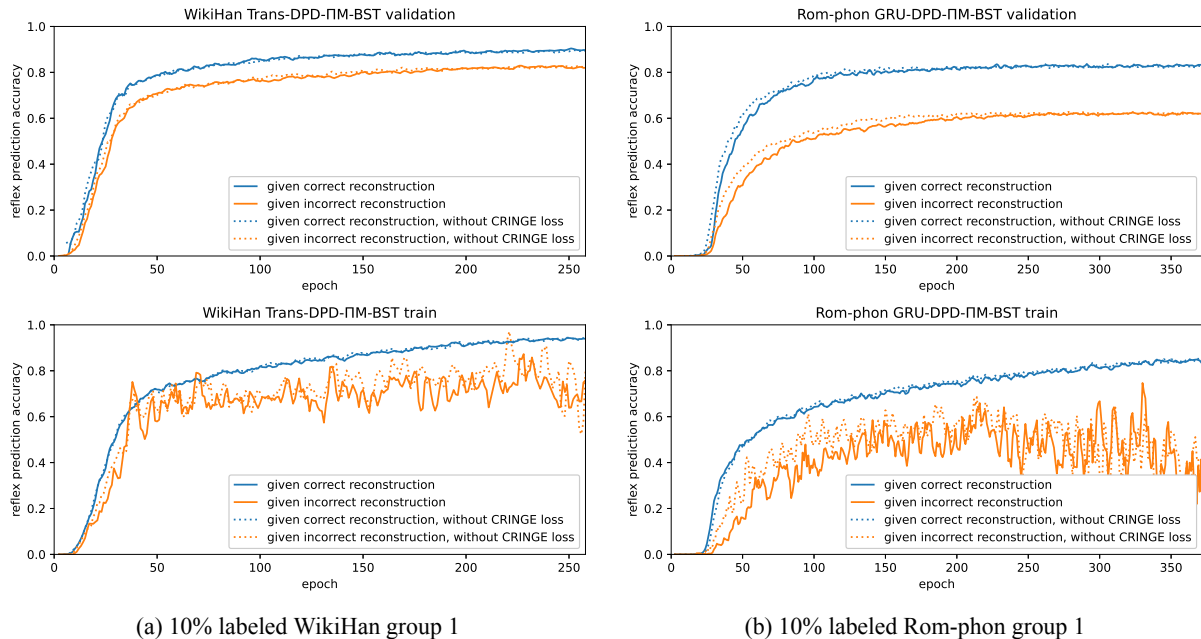 WikiHan Trans-DPD-ΠM-BST validation
reflex prediction accuracy
1.0
0.8
0.6
0.4
0.2
0.0
given correct reconstruction
given incorrect reconstruction
given correct reconstruction, without CRINGE loss
given incorrect reconstruction, without CRINGE loss
0 50 100 150 200 250
epoch
Rom-phon GRU-DPD-ΠM-BST validation
reflex prediction accuracy
1.0
0.8
0.6
0.4
0.2
0.0
given correct reconstruction
given incorrect reconstruction
given correct reconstruction, without CRINGE loss
given incorrect reconstruction, without CRINGE loss
0 50 100 150 200 250 300 350
epoch
WikiHan Trans-DPD-ΠM-BST train
reflex prediction accuracy
1.0
0.8
0.6
0.4
0.2
0.0
given correct reconstruction
given incorrect reconstruction
given correct reconstruction, without CRINGE loss
given incorrect reconstruction, without CRINGE loss
0 50 100 150 200 250
epoch
Rom-phon GRU-DPD-ΠM-BST train
reflex prediction accuracy
1.0
0.8
0.6
0.4
0.2
0.0
given correct reconstruction
given incorrect reconstruction
given correct reconstruction, without CRINGE loss
given incorrect reconstruction, without CRINGE loss
0 50 100 150 200 250 300 350
epoch
(a) 10% labeled WikiHan group 1
(b) 10% labeled Rom-phon group 1